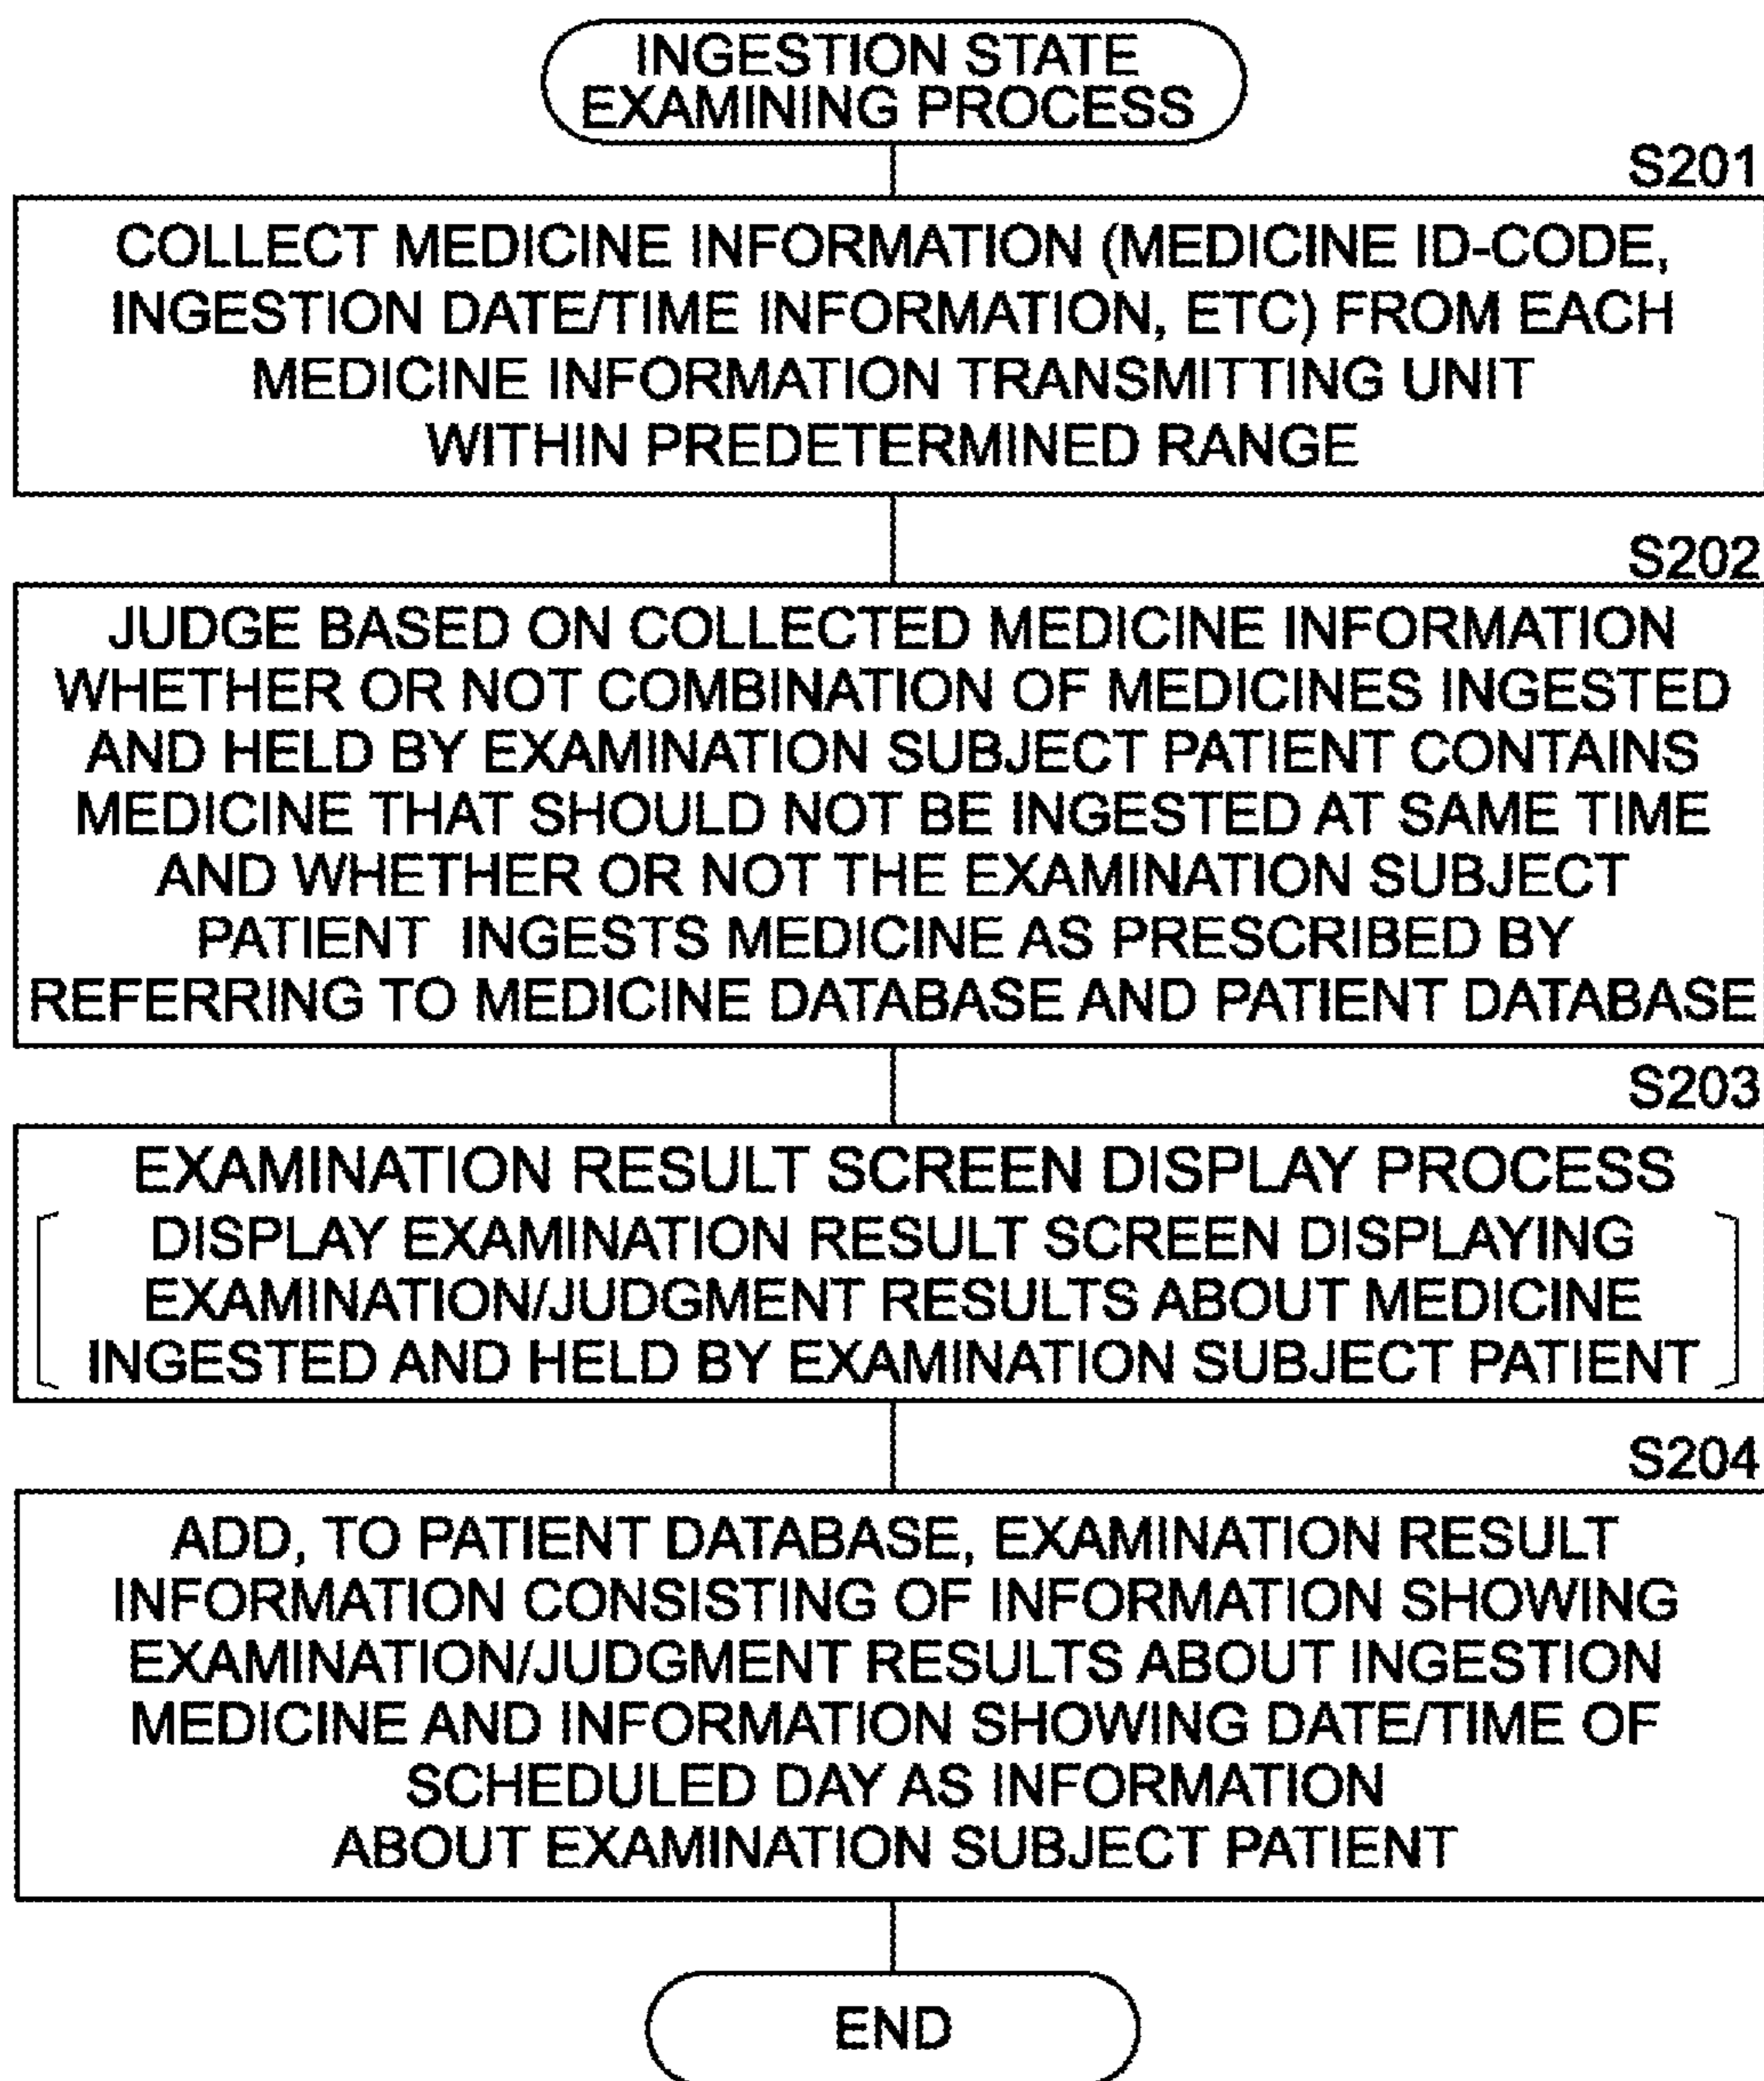 INGESTION STATE
EXAMINING PROCESS
S201
COLLECT MEDICINE INFORMATION (MEDICINE ID-CODE,
INGESTION DATE/TIME INFORMATION, ETC) FROM EACH
MEDICINE INFORMATION TRANSMITTING UNIT
WITHIN PREDETERMINED RANGE
S202
JUDGE BASED ON COLLECTED MEDICINE INFORMATION
WHETHER OR NOT COMBINATION OF MEDICINES INGESTED
AND HELD BY EXAMINATION SUBJECT PATIENT CONTAINS
MEDICINE THAT SHOULD NOT BE INGESTED AT SAME TIME
AND WHETHER OR NOT THE EXAMINATION SUBJECT
PATIENT INGESTS MEDICINE AS PRESCRIBED BY
REFERRING TO MEDICINE DATABASE AND PATIENT DATABASE
S203
EXAMINATION RESULT SCREEN DISPLAY PROCESS
DISPLAY EXAMINATION RESULT SCREEN DISPLAYING
EXAMINATION/JUDGMENT RESULTS ABOUT MEDICINE
INGESTED AND HELD BY EXAMINATION SUBJECT PATIENT
S204
ADD, TO PATIENT DATABASE, EXAMINATION RESULT
INFORMATION CONSISTING OF INFORMATION SHOWING
EXAMINATION/JUDGMENT RESULTS ABOUT INGESTION
MEDICINE AND INFORMATION SHOWING DATE/TIME OF
SCHEDULED DAY AS INFORMATION
ABOUT EXAMINATION SUBJECT PATIENT
END